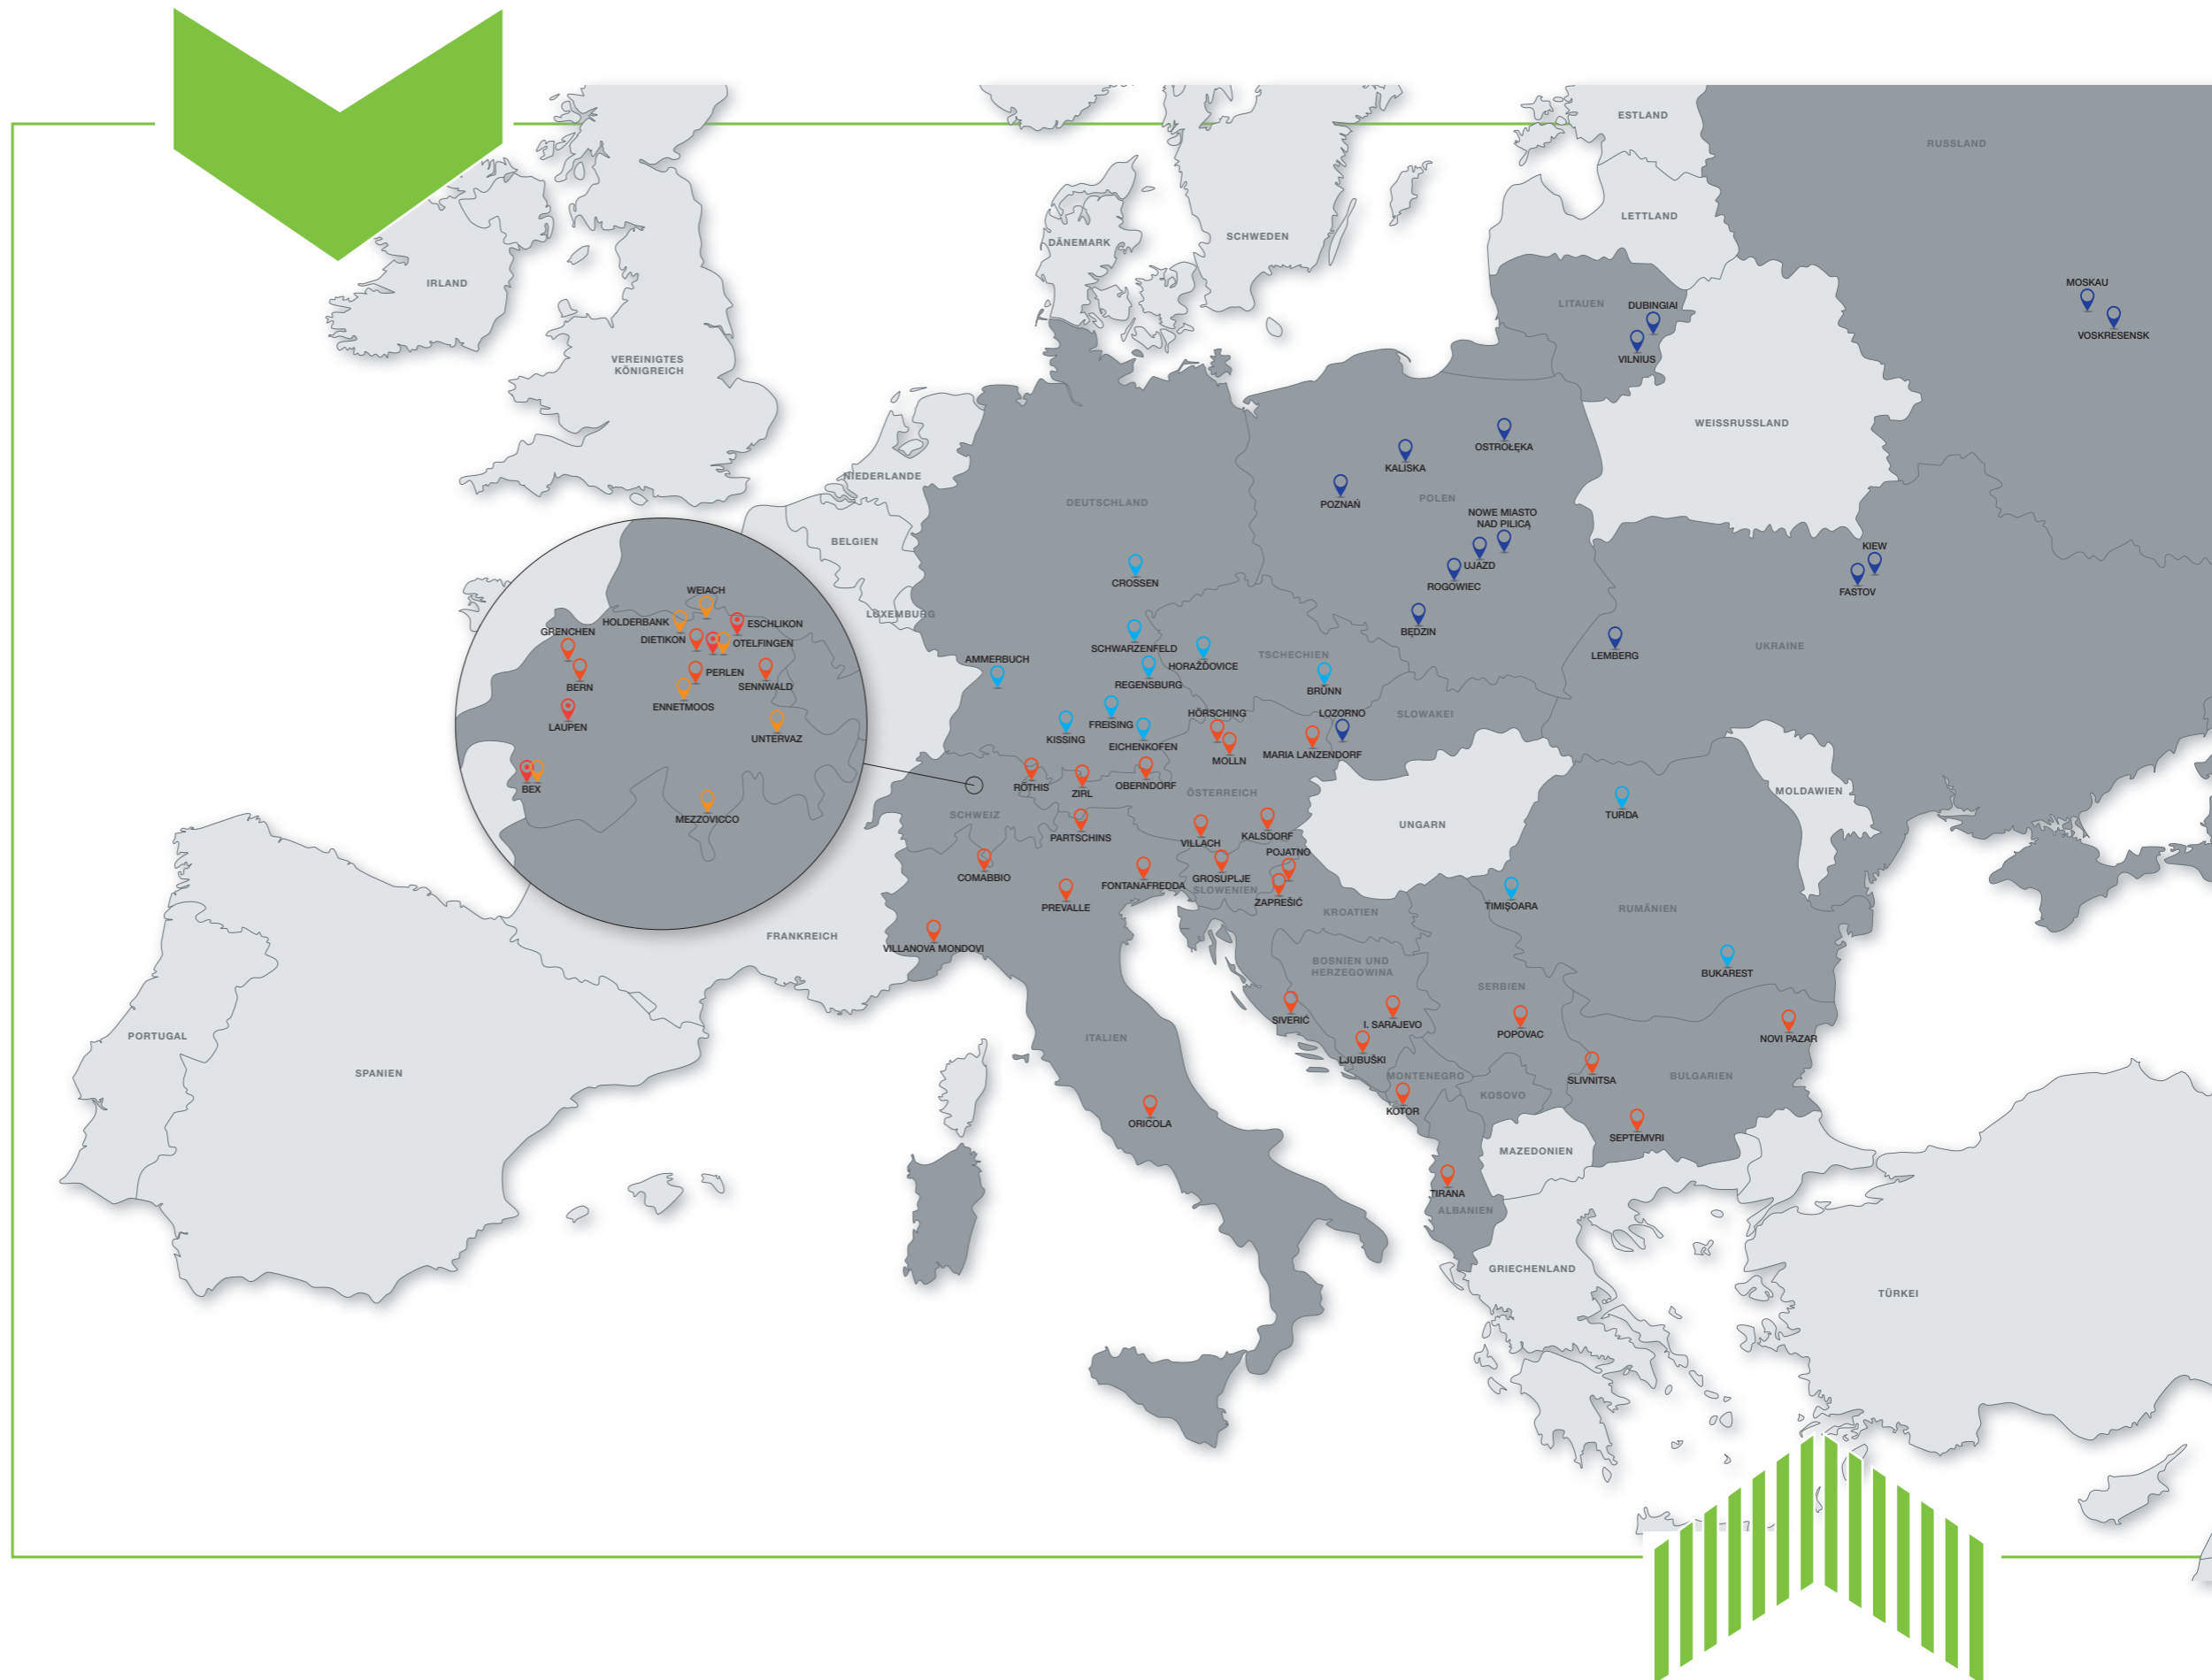 ESTLAND
RUSSLAND
LETTLAND
DÄNEMARK
SCHWEDEN
IRLAND
MOSKAU
LITAUEN
DUBINGIAI
VOSKRESENSK
VILNIUS
VEREINIGTES
KÖNIGREICH
WEISSRUSSLAND
OSTROŁĘKA
KALISKA
NIEDERLANDE
DEUTSCHLAND
POZNAŃ
POLEN
NOWE MIASTO
NAD PILICĄ
BELGIEN
KIEW
UJAZD
CROSSEN
ROGOWIEC
FASTOV
WEIACH
LUXEMBURG
HOLDERBANK
ESCHLIKON
GRENCHEN
DIETIKON
OTELFINGEN
BĘDZIN
SCHWARZENFELD
HORAŽĎOVICE
TSCHECHIEN
LEMBERG
UKRAINE
AMMERBUCH
PERLEN
BERN
SENNWALD
REGENSBURG
BRÜNN
ENNETMOOS
LAUPEN
HÖRSCHING
LOZORNO
SLOWAKEI
FREISING
UNTERVAZ
KISSING
EICHENKOFEN
MARIA LANZENDORF
MOLLN
BEX
RÖTHIS
ZIRL
OBERNDORF
ÖSTERREICH
MOLDAWIEN
MEZZOVICCO
SCHWEIZ
TURDA
UNGARN
PARTSCHINS
VILLACH
KALSDORF
POJATNO
COMABBIO
FONTANAFREDDA
GROSUPLJE
SLOWENIEN
PREVALLE
ZAPREŠIĆ
TIMIŞOARA
KROATIEN
RUMÄNIEN
FRANKREICH
VILLANOVA MONDOVI
BOSNIEN UND
HERZEGOWINA
BUKAREST
SERBIEN
SIVERIĆ
I. SARAJEVO
POPOVAC
PORTUGAL
ITALIEN
NOVI PAZAR
LJUBUŠKI
SPANIEN
MONTENEGRO
SLIVNITSA
BULGARIEN
KOSOVO
KOTOR
ORICOLA
SEPTEMVRI
MAZEDONIEN
TIRANA
ALBANIEN
GRIECHENLAND
TÜRKEI